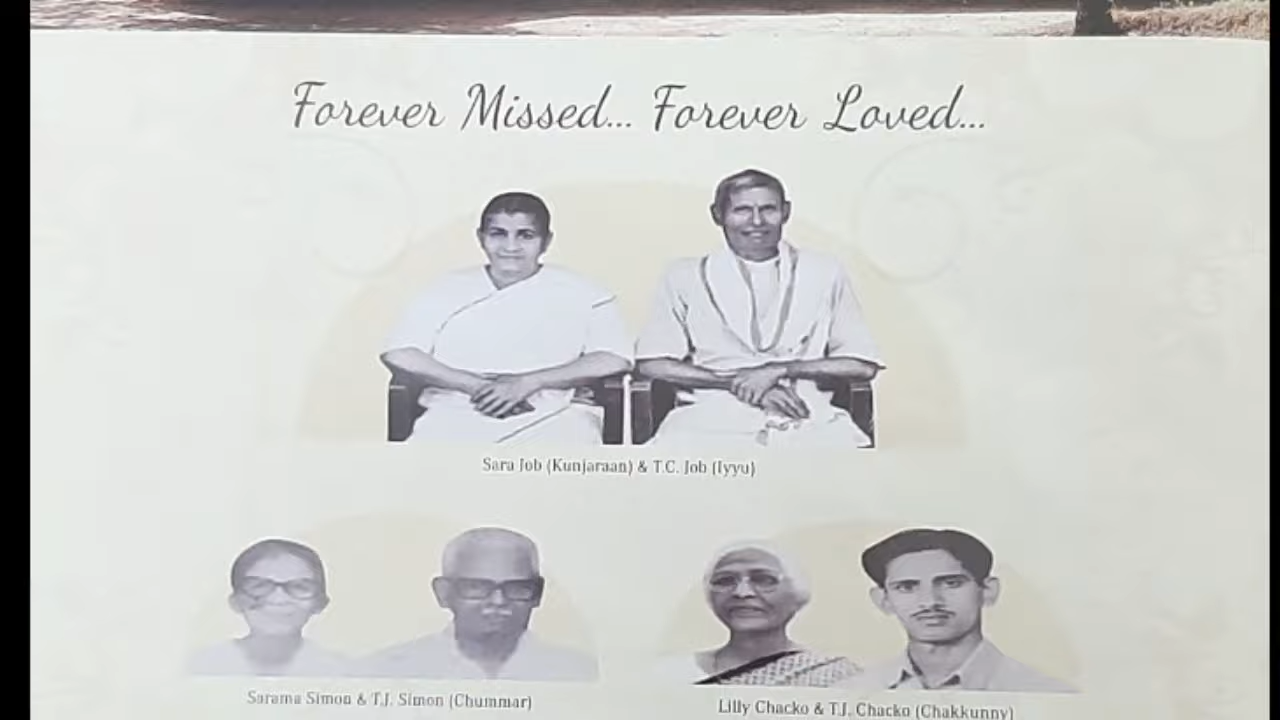 Forever Missed... Forever Loved...
Sara Job (Kunjaraan) & T.C. Job (Iyyu)
Sarama Simon & T.J. Simon (Chummar)
Lilly Chacko & T.J. Chacko (Chakkunny)